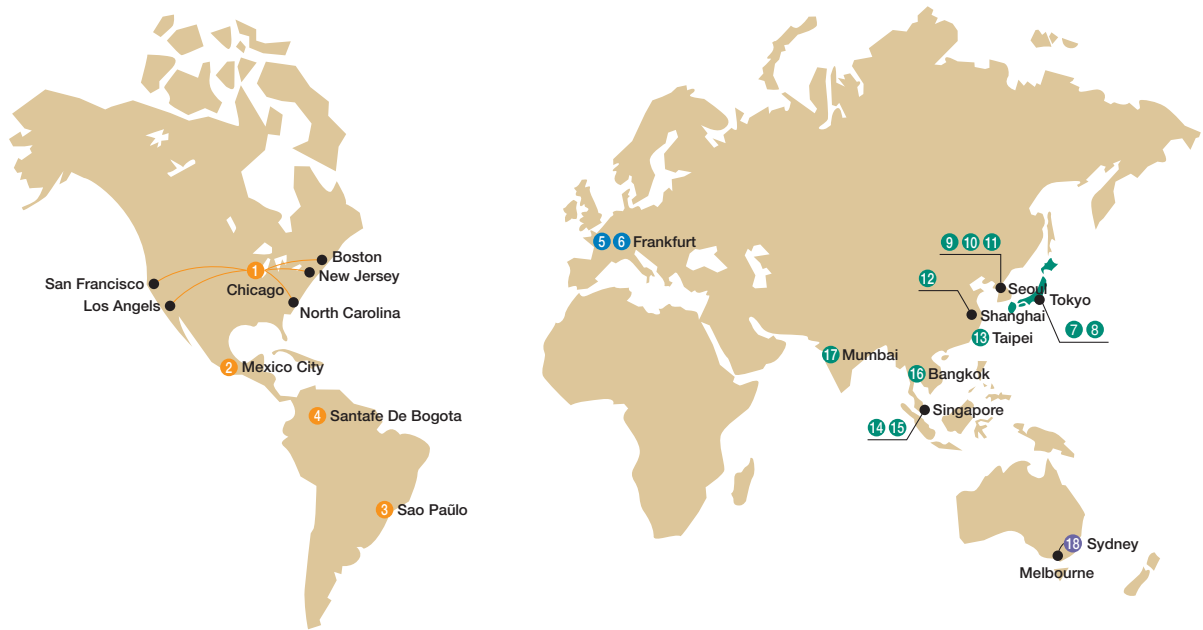 Boston
1
New Jersey
San Francisco
Chicago
Los Angels
North Carolina
2 Mexico City
4 Santafe De Bogota
3 Sao Paũlo
5 6 Frankfurt
9 10 11
12
Seoul
Tokyo
Shanghai
7 8
13 Taipei
17 Mumbai
16 Bangkok
Singapore
14 15
18 Sydney
Melbourne